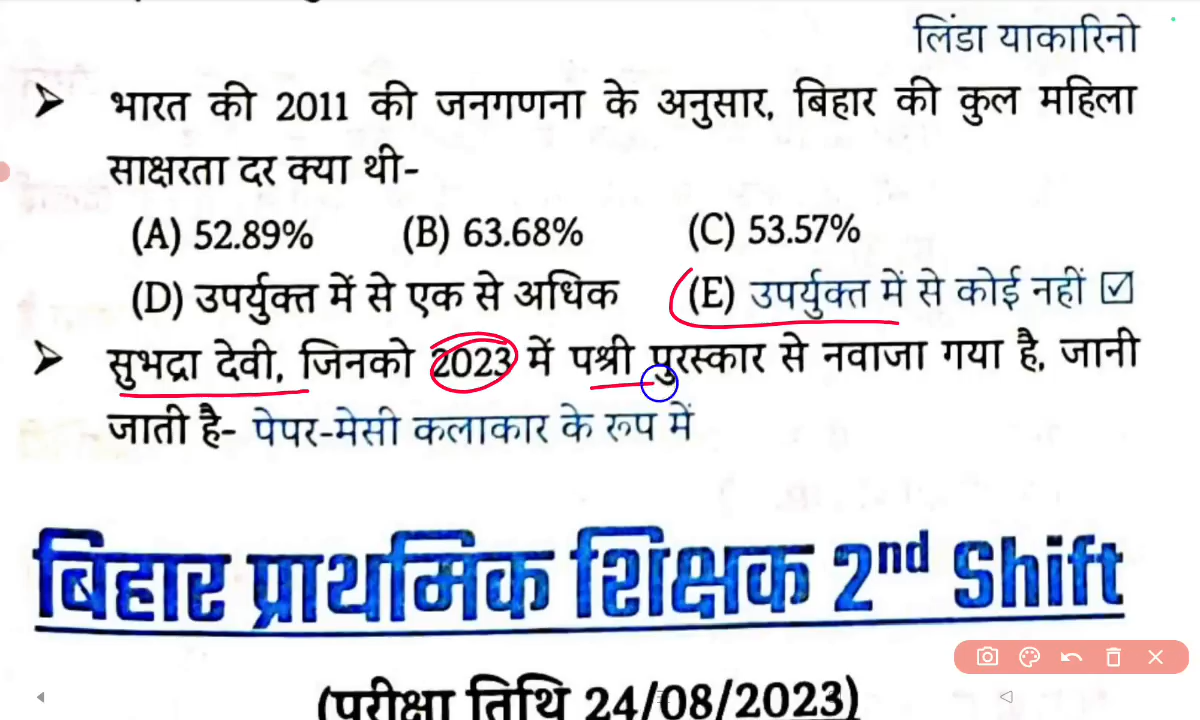 लिंडा याकारिनो
➤ भारत की 2011 की जनगणना के अनुसार, बिहार की कुल महिला
साक्षरता दर क्या थी-
(A) 52.89% (B) 63.68% (C) 53.57%
(D) उपर्युक्त में से एक से अधिक (E) उपर्युक्त में से कोई नहीं ☑
➤ सुभद्रा देवी, जिनको 2023 में पश्री पुरस्कार से नवाजा गया है, जानी
जाती है- पेपर-मेसी कलाकार के रूप में
बिहार प्राथमिक शिक्षक 2nd Shift
(परीक्षा तिथि 24/08/2023)